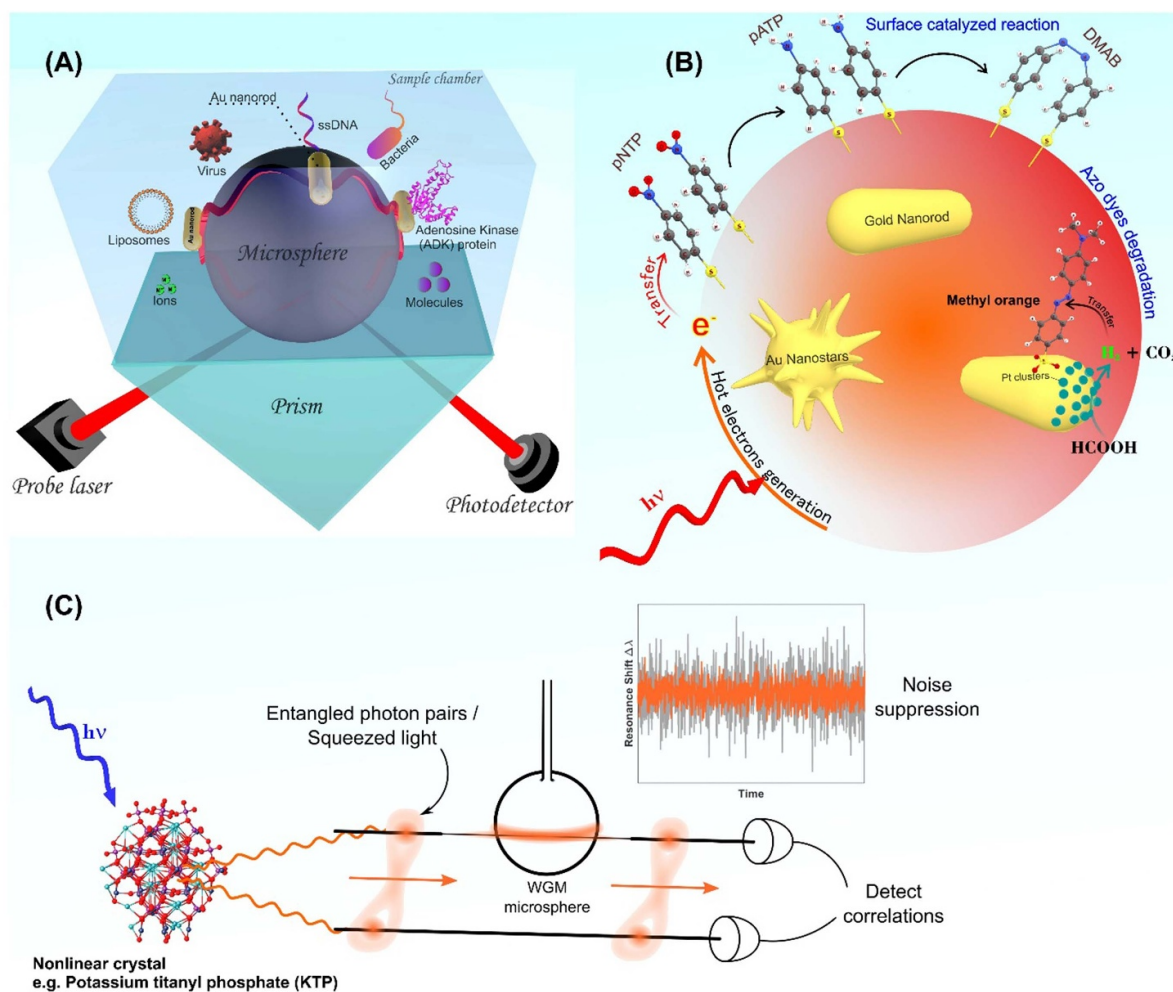 (A)
Sample chamber
Au nanorod
ssDNA
Virus
Bacteria
Liposomes
Au nanorod
Adenosine Kinase
(ADK) protein
Microsphere
Ions
Molecules
Prism
Probe laser
Photodetector
(B)
Surface catalyzed reaction
pATP
DMAB
pNTP
Azo dyes degradation
Gold Nanorod
Transfer
e-
Au Nanostars
Methyl orange
Transfer
H₂ + CO₂
Pt clusters
HCOOH
Hot electrons generation
hν
(C)
hν
Entangled photon pairs /
Squeezed light
Resonance Shift Δλ
Time
Noise
suppression
WGM
microsphere
Detect
correlations
Nonlinear crystal
e.g. Potassium titanyl phosphate (KTP)